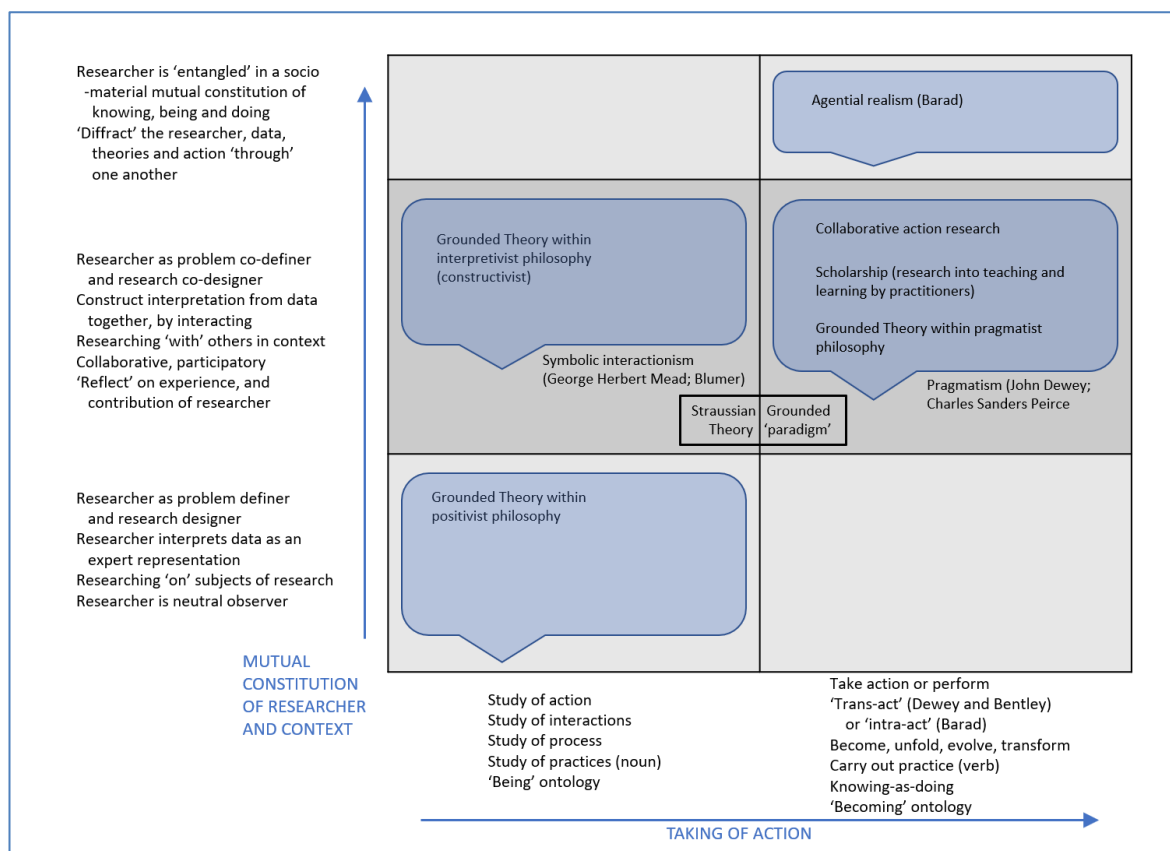 Researcher is ‘entangled’ in a socio
-material mutual constitution of
knowing, being and doing
‘Diffract’ the researcher, data,
theories and action ‘through’
one another
Agential realism (Barad)
Researcher as problem co-definer
and research co-designer
Construct interpretation from data
together, by interacting
Researching ‘with’ others in context
Collaborative, participatory
‘Reflect’ on experience, and
contribution of researcher
Grounded Theory within
interpretivist philosophy
(constructivist)
Symbolic interactionism
(George Herbert Mead; Blumer)
Collaborative action research
Scholarship (research into teaching and
learning by practitioners)
Grounded Theory within pragmatist
philosophy
Pragmatism (John Dewey;
Charles Sanders Peirce
Straussian Grounded
Theory ‘paradigm’
Researcher as problem definer
and research designer
Researcher interprets data as an
expert representation
Researching ‘on’ subjects of research
Researcher is neutral observer
Grounded Theory within
positivist philosophy
MUTUAL
CONSTITUTION
OF RESEARCHER
AND CONTEXT
Study of action
Study of interactions
Study of process
Study of practices (noun)
‘Being’ ontology
Take action or perform
‘Trans-act’ (Dewey and Bentley)
or ‘intra-act’ (Barad)
Become, unfold, evolve, transform
Carry out practice (verb)
Knowing-as-doing
‘Becoming’ ontology
TAKING OF ACTION